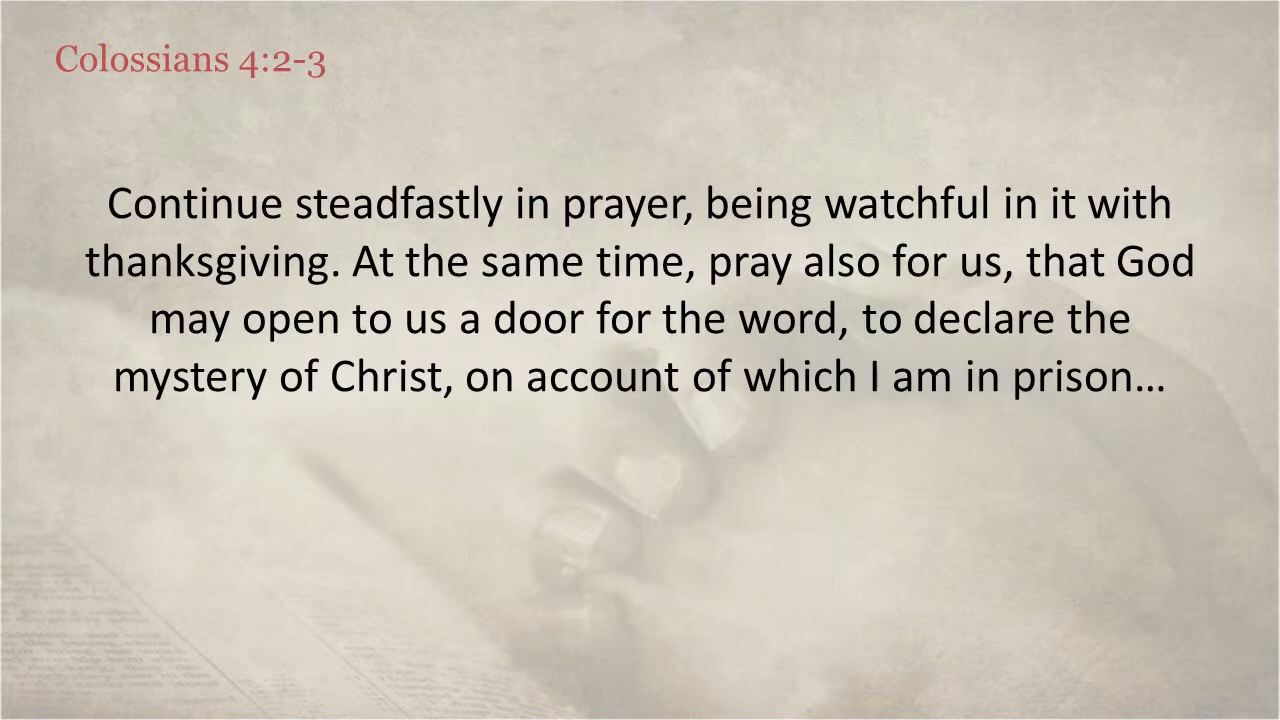 Colossians 4:2-3
Continue steadfastly in prayer, being watchful in it with
thanksgiving. At the same time, pray also for us, that God
may open to us a door for the word, to declare the
mystery of Christ, on account of which I am in prison…